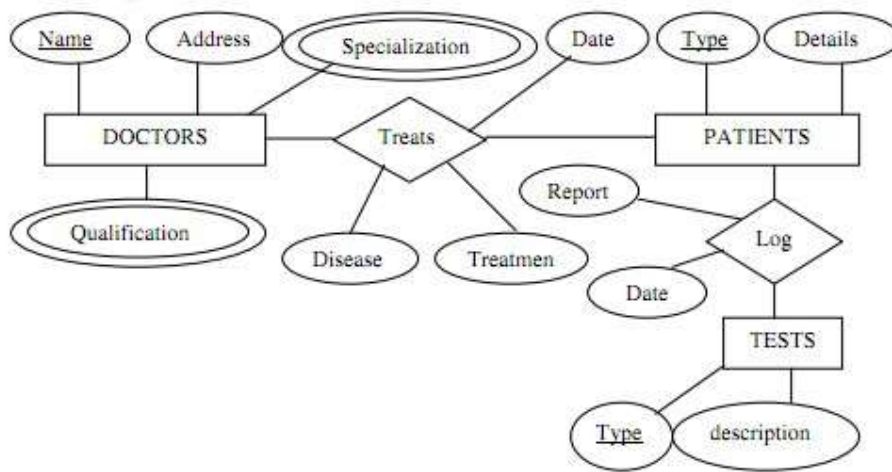 Name
Address
Specialization
Date
Type
Details
DOCTORS
Treats
PATIENTS
Report
Qualification
Log
Disease
Treatmen
Date
TESTS
Type
description